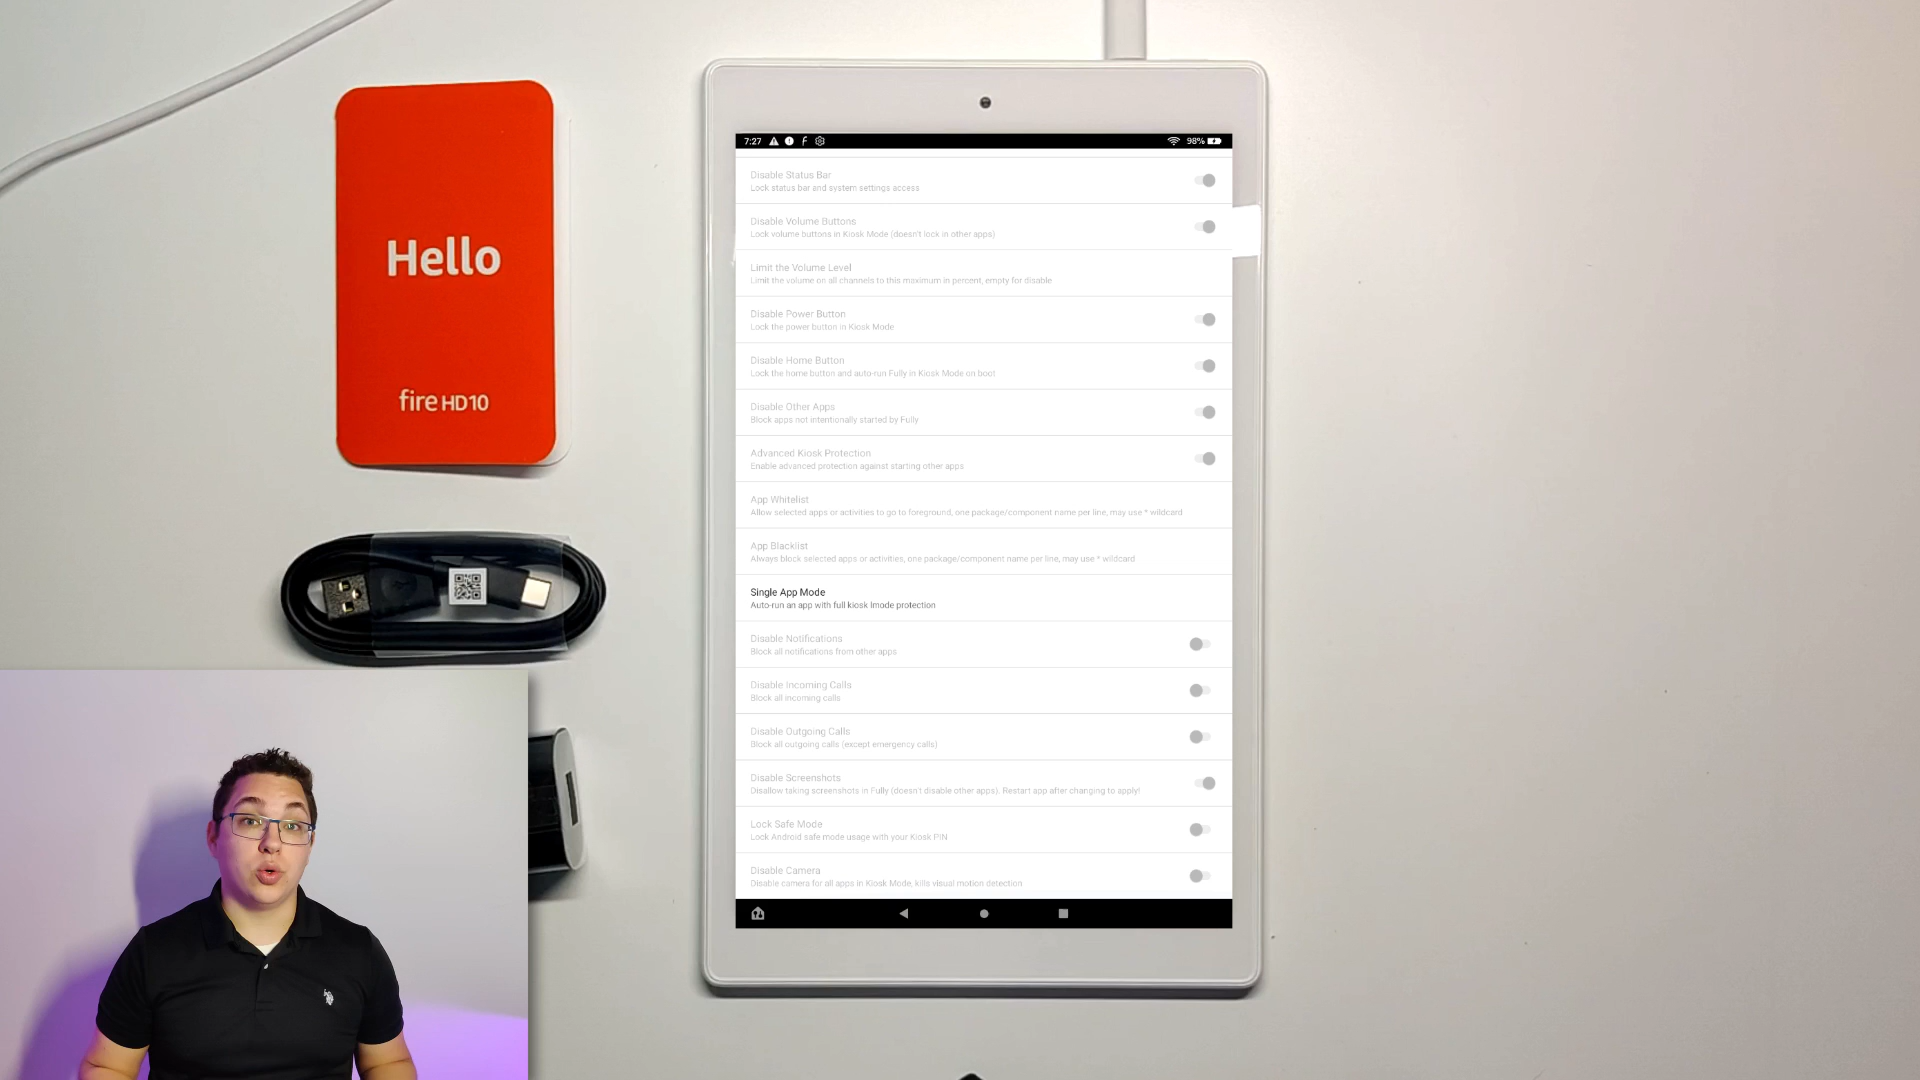 Hello
fire HD10
7:27
98%
Disable Status Bar
Lock status bar and system settings access
Disable Volume Buttons
Lock volume buttons in Kiosk Mode (doesn't lock in other apps)
Limit the Volume Level
Limit the volume on all channels to this maximum in percent, empty for disable
Disable Power Button
Lock the power button in Kiosk Mode
Disable Home Button
Lock the home button and auto-run Fully in Kiosk Mode on boot
Disable Other Apps
Block apps not intentionally started by Fully
Advanced Kiosk Protection
Enable advanced protection against starting other apps
App Whitelist
Allow selected apps or activities to go to foreground, one package/component name per line, may use * wildcard
App Blacklist
Always block selected apps or activities, one package/component name per line, may use * wildcard
Single App Mode
Auto-run an app with full kiosk lmode protection
Disable Notifications
Block all notifications from other apps
Disable Incoming Calls
Block all incoming calls
Disable Outgoing Calls
Block all outgoing calls (except emergency calls)
Disable Screenshots
Disallow taking screenshots in Fully (doesn't disable other apps). Restart app after changing to apply!
Lock Safe Mode
Lock Android safe mode usage with your Kiosk PIN
Disable Camera
Disable camera for all apps in Kiosk Mode, kills visual motion detection